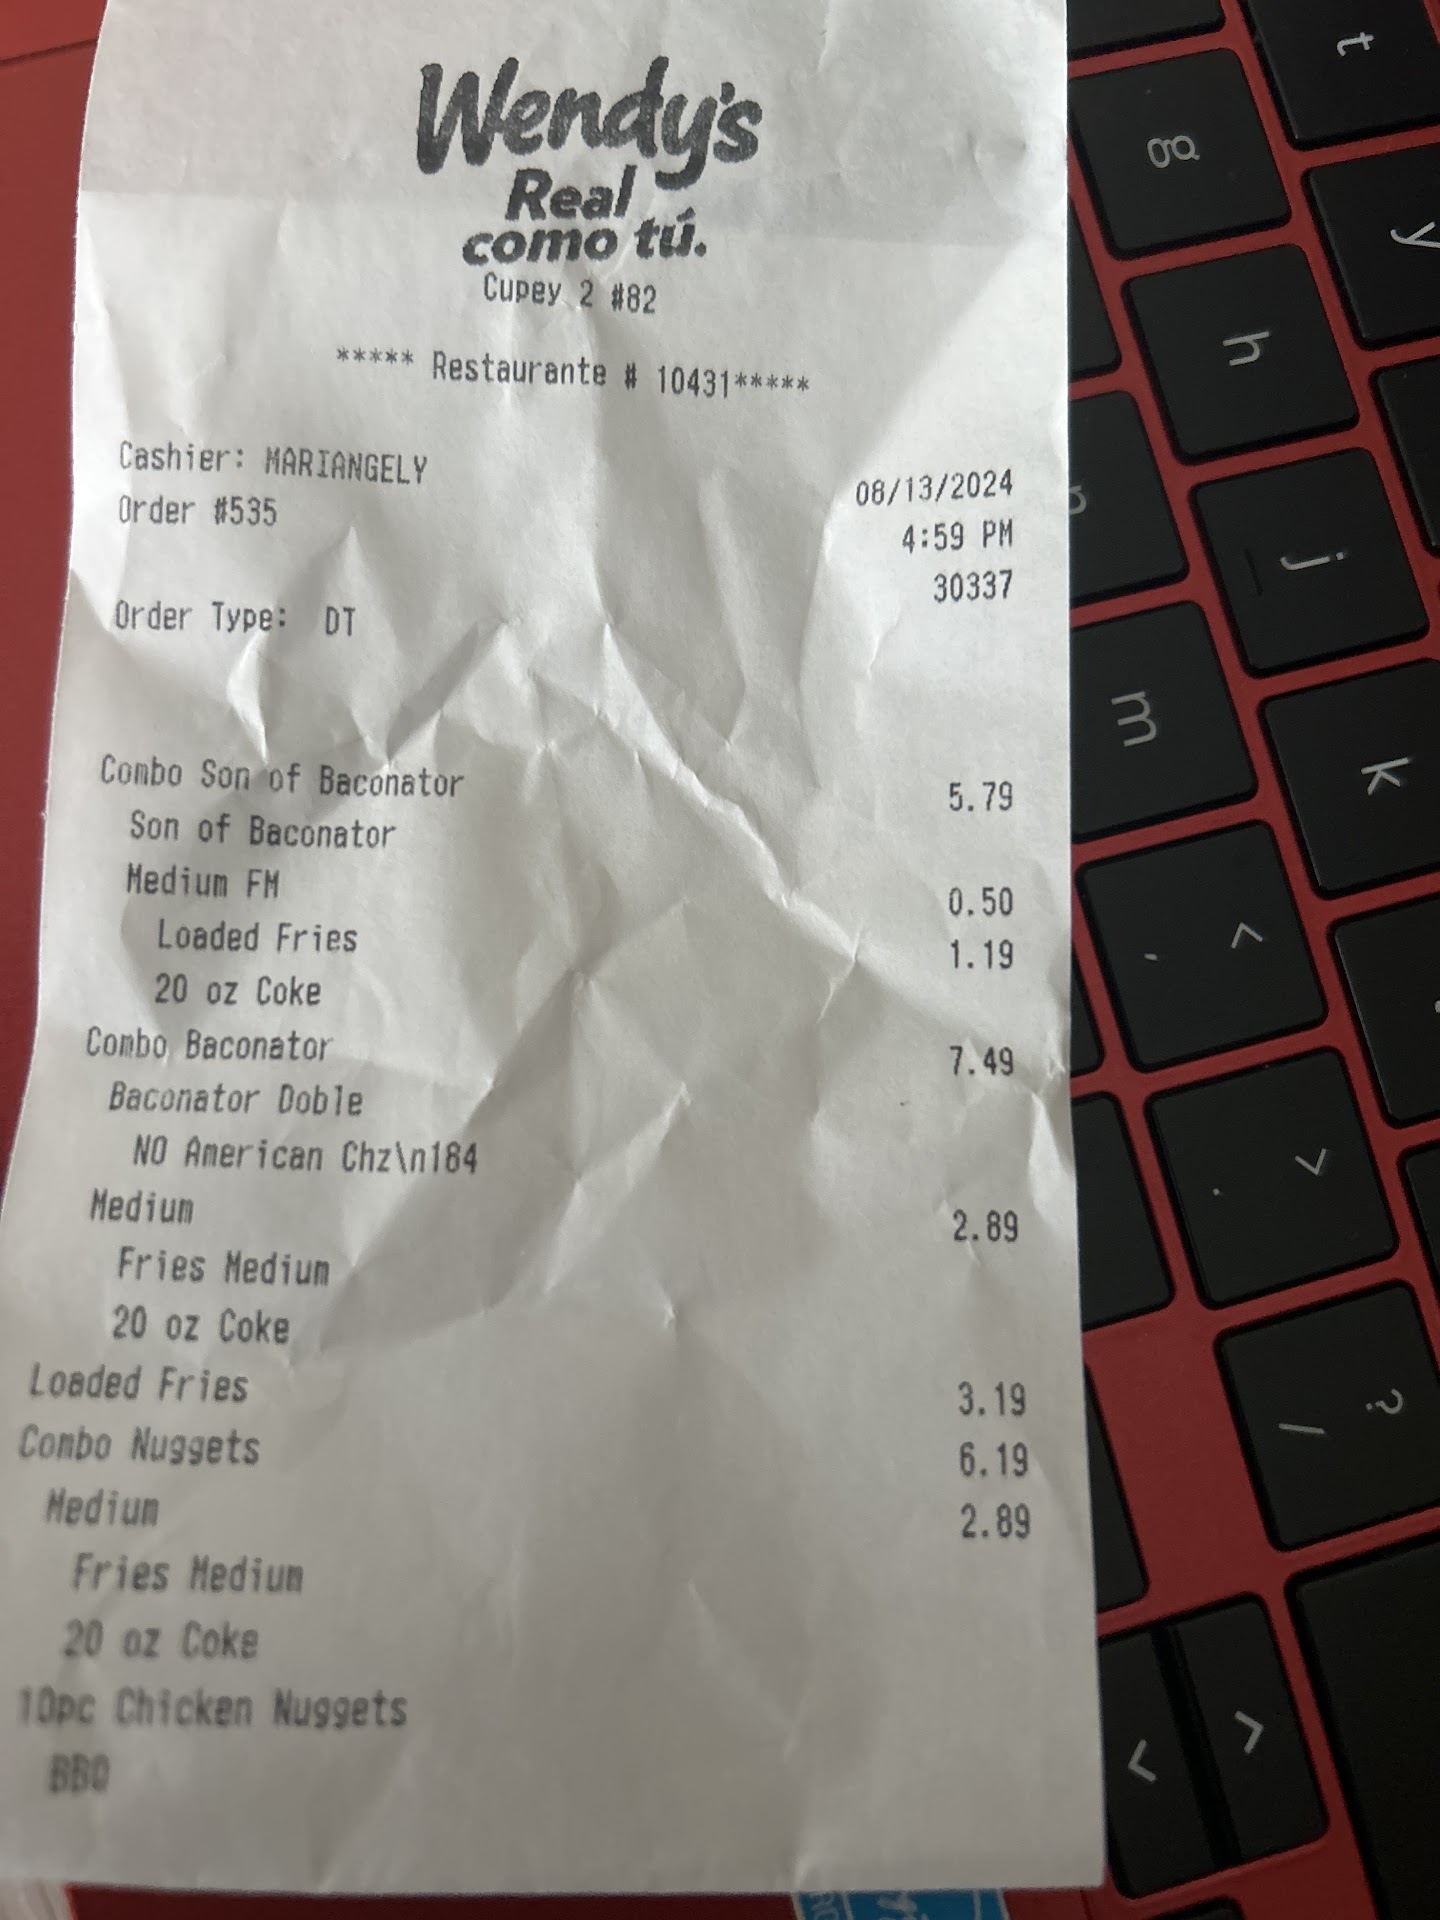 Wendy's
Real
como tú.
Cupey 2 #82
***** Restaurante # 10431*****
Cashier: MARIANGELY
08/13/2024
Order #535
4:59 PM
30337
Order Type: DT
Combo Son of Baconator 5.79
Son of Baconator
Medium FM 0.50
Loaded Fries 1.19
20 oz Coke
Combo Baconator 7.49
Baconator Doble
NO American Chz\n184
Medium 2.89
Fries Medium
20 oz Coke
Loaded Fries 3.19
Combo Nuggets 6.19
Medium 2.89
Fries Medium
20 oz Coke
10pc Chicken Nuggets
BBQ
t
g
y
h
j
m
k
< ,
> .
? /